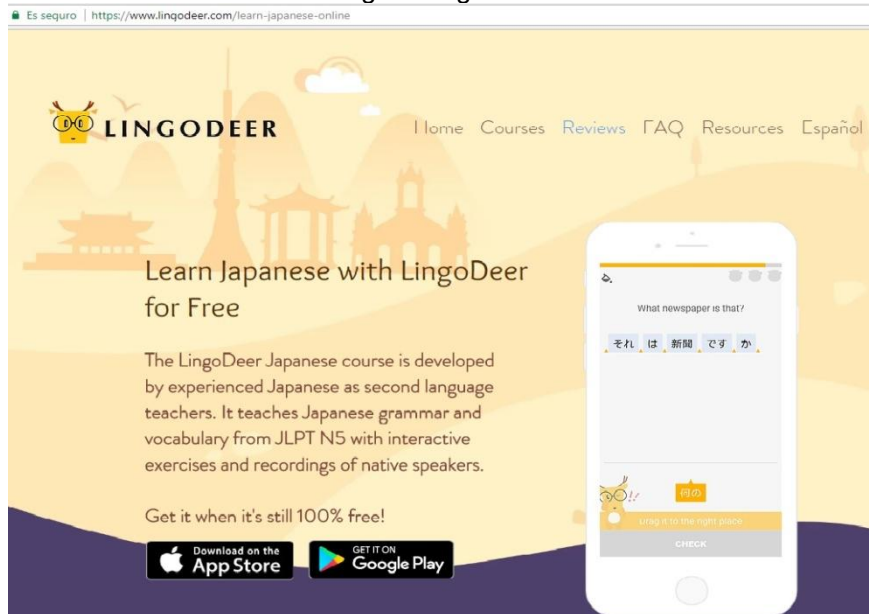 Es seguro | https://www.lingodeer.com/learn-japanese-online
LINGODEER
Home Courses Reviews FAQ Resources Español
Learn Japanese with LingoDeer
for Free
The LingoDeer Japanese course is developed
by experienced Japanese as second language
teachers. It teaches Japanese grammar and
vocabulary from JLPT N5 with interactive
exercises and recordings of native speakers.
Get it when it's still 100% free!
Download on the
App Store
GET IT ON
Google Play
What newspaper is that?
それ は 新聞 です か
何の
Drag it to the right place
CHECK